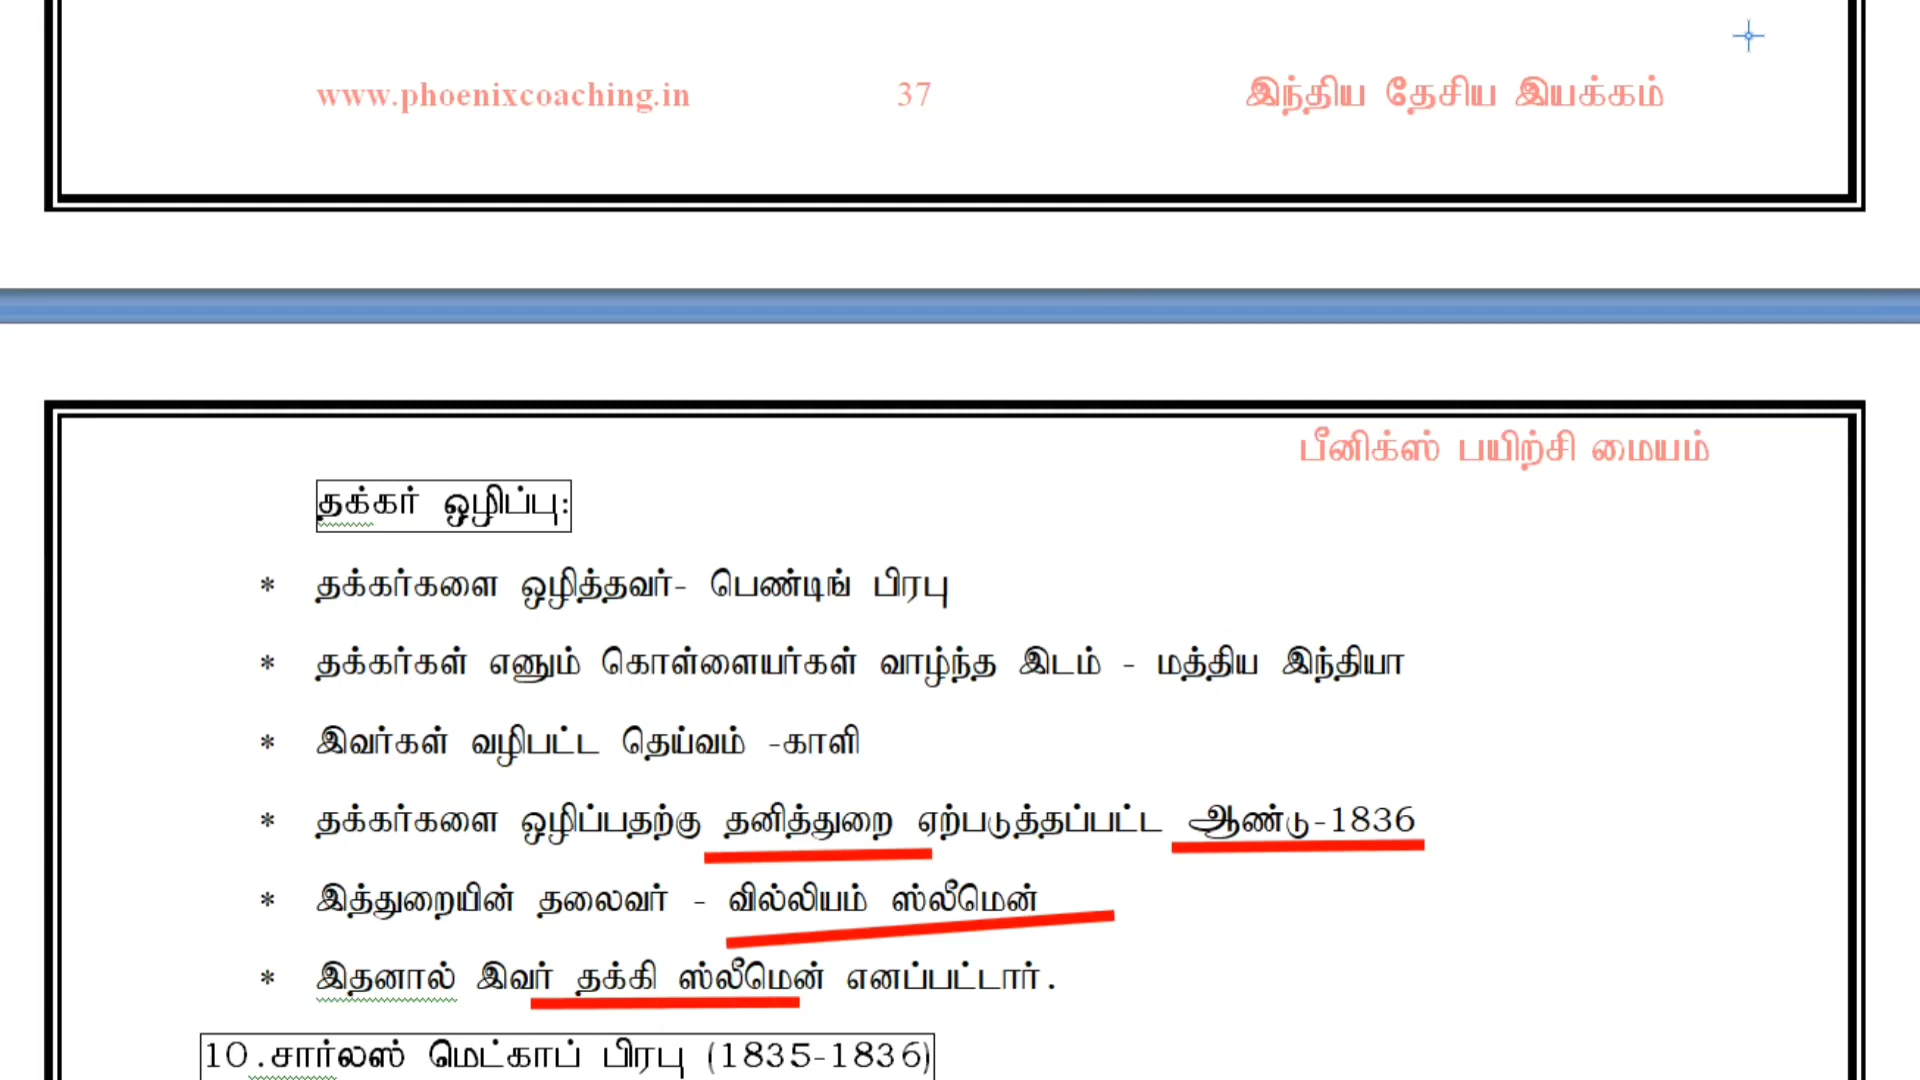 www.phoenixcoaching.in 37 இந்திய தேசிய இயக்கம்
பீனிக்ஸ் பயிற்சி மையம்
தக்கர் ஒழிப்பு:
* தக்கர்களை ஒழித்தவர்- பெண்டிங் பிரபு
* தக்கர்கள் எனும் கொள்ளையர்கள் வாழ்ந்த இடம் - மத்திய இந்தியா
* இவர்கள் வழிபட்ட தெய்வம் -காளி
* தக்கர்களை ஒழிப்பதற்கு தனித்துறை ஏற்படுத்தப்பட்ட ஆண்டு-1836
* இத்துறையின் தலைவர் - வில்லியம் ஸ்லீமென்
* இதனால் இவர் தக்கி ஸ்லீமென் எனப்பட்டார்.
10.சார்லஸ் மெட்காப் பிரபு (1835-1836)